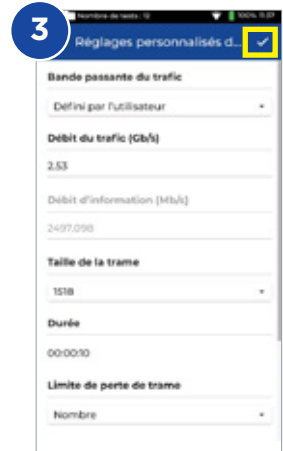 3
Nombre de tests : 12 100% 11:37
Réglages personnalisés d...
Bande passante du trafic
Défini par l'utilisateur
Débit du trafic (Gb/s)
2.53
Débit d'information (Mb/s)
2497.098
Taille de la trame
1518
Durée
00:00:10
Limite de perte de trame
Nombre